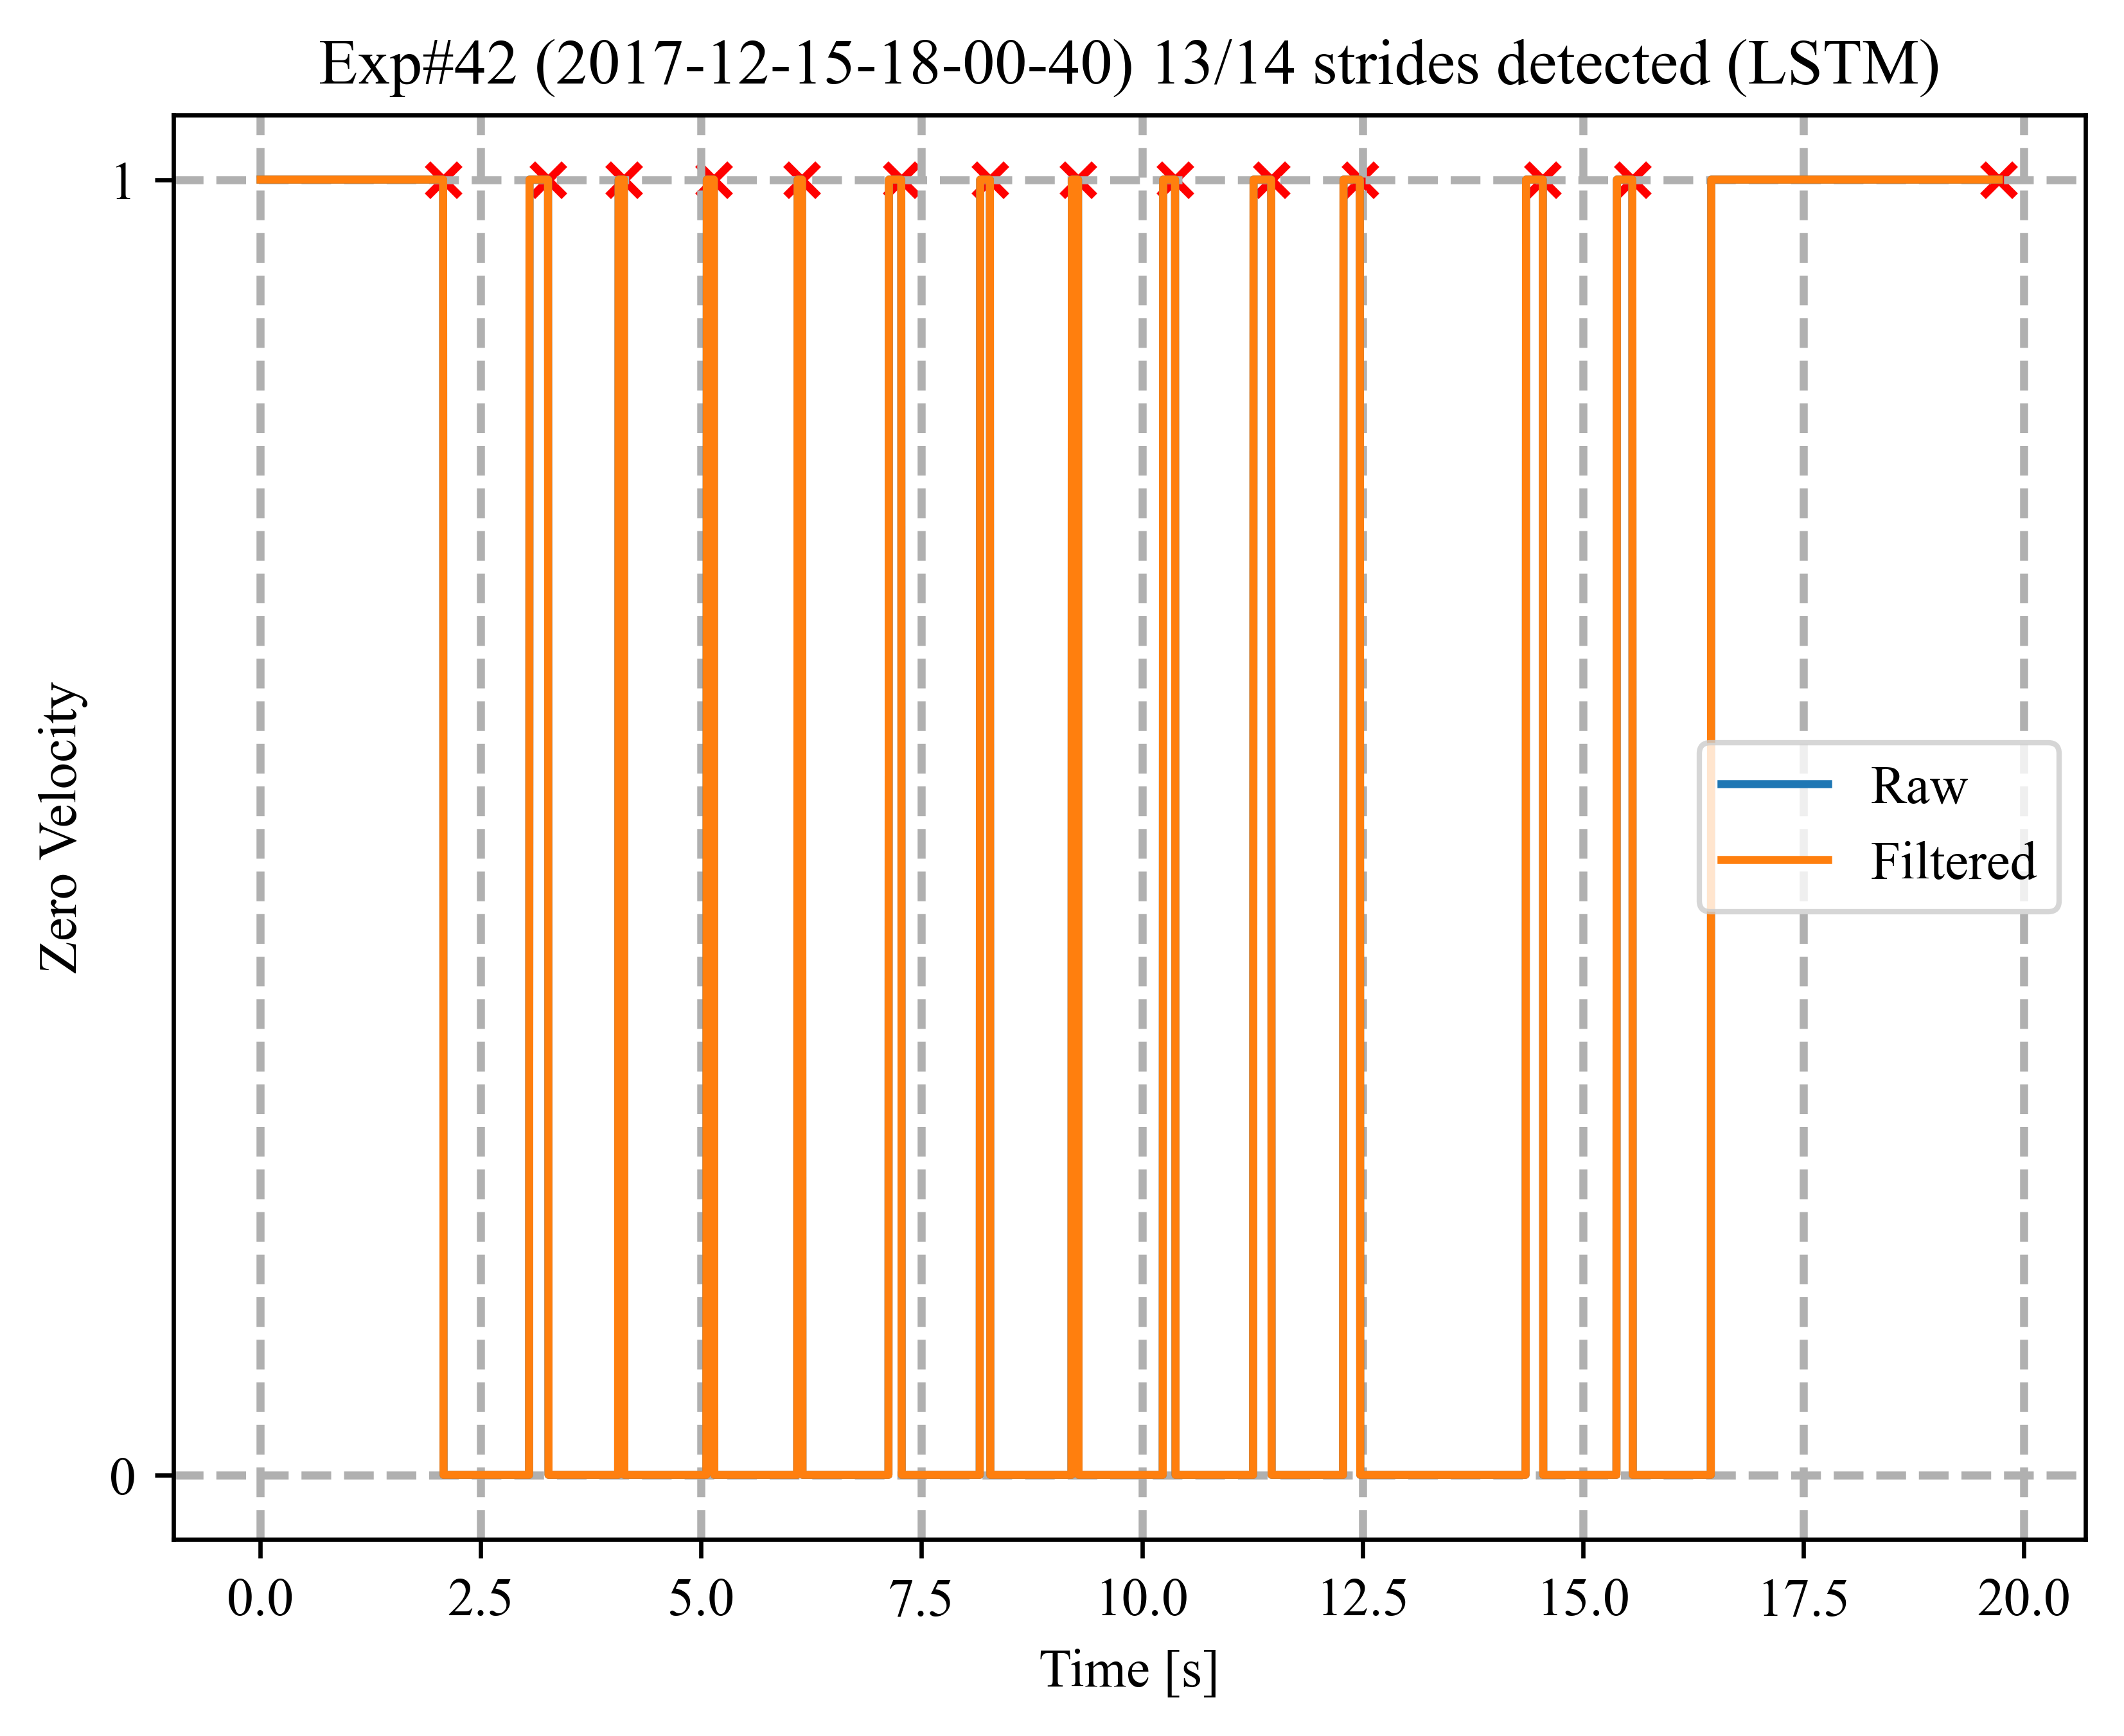 Exp#42 (2017-12-15-18-00-40) 13/14 strides detected (LSTM)
1
Zero Velocity
Raw
Filtered
0
0.0 2.5 5.0 7.5 10.0 12.5 15.0 17.5 20.0
Time [s]